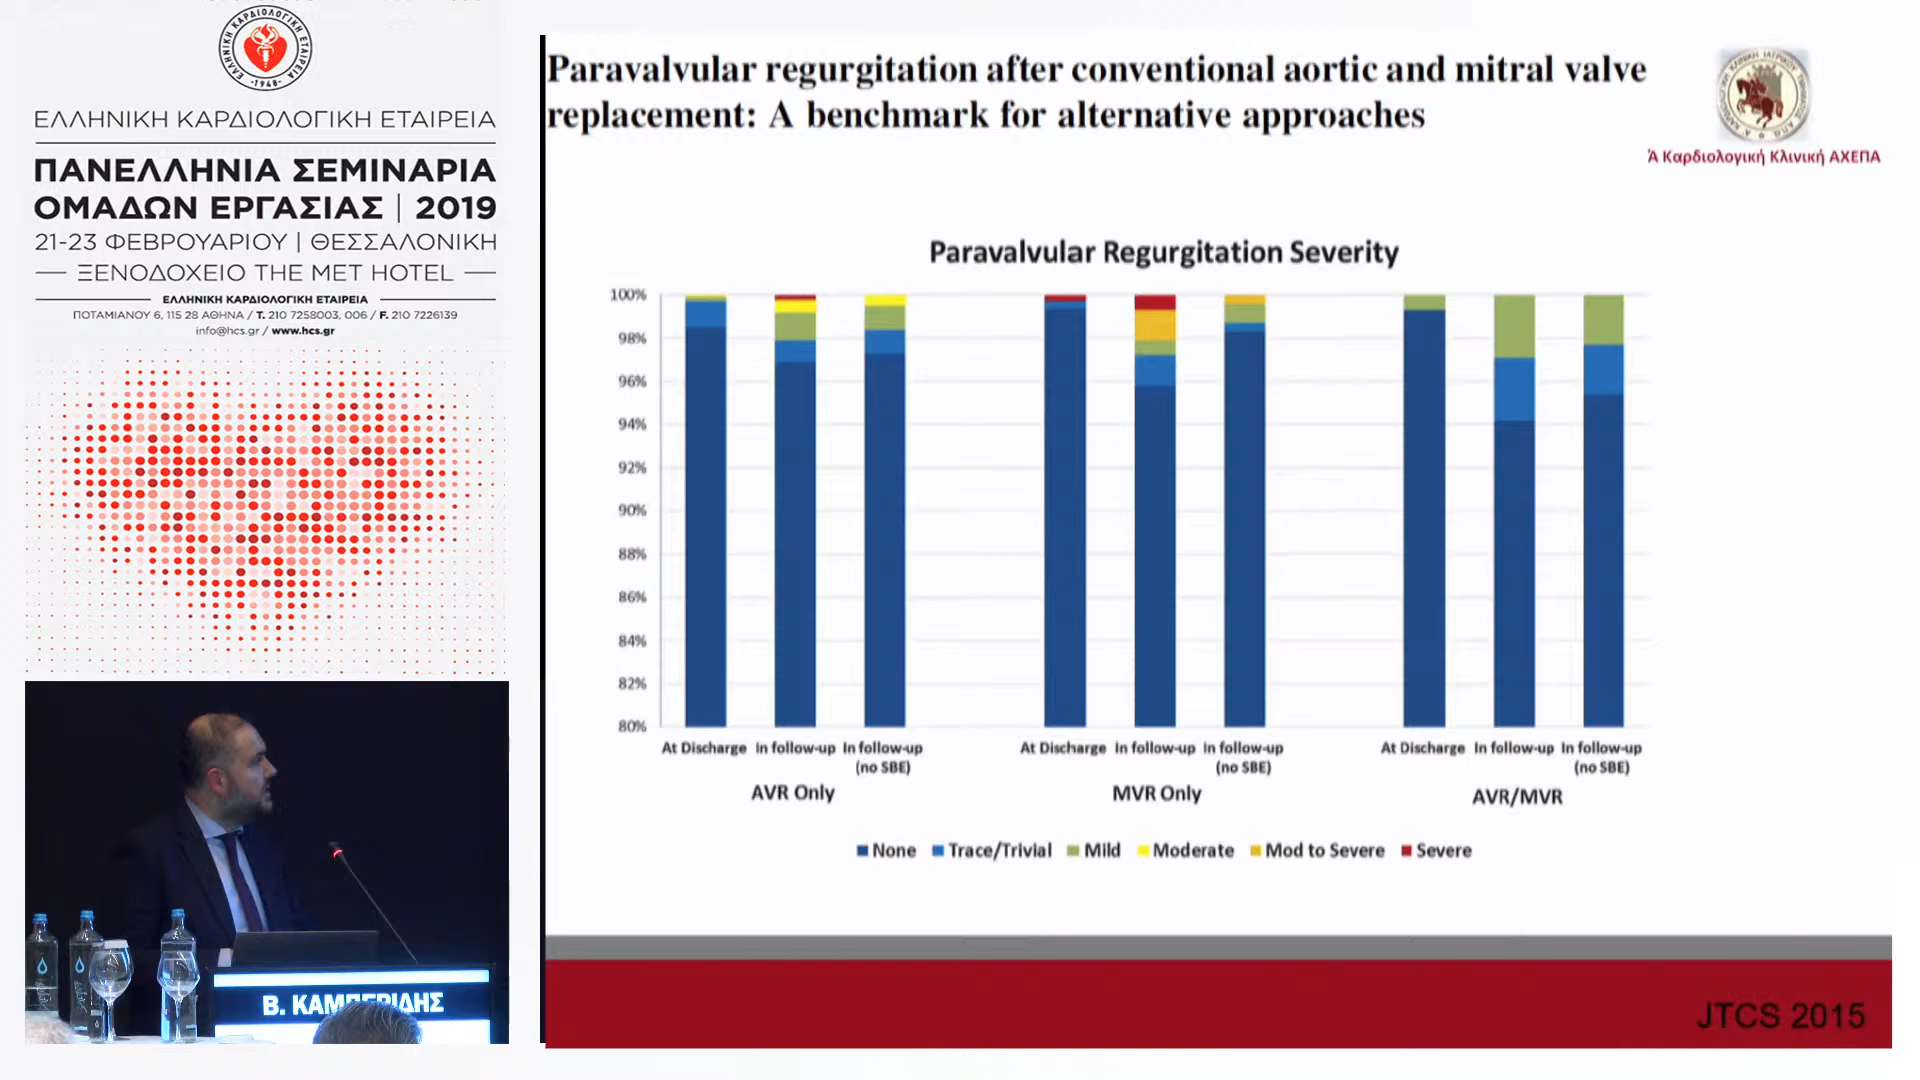 ΕΛΛΗΝΙΚΗ ΚΑΡΔΙΟΛΟΓΙΚΗ ΕΤΑΙΡΕΙΑ
-1948-
ΕΛΛΗΝΙΚΗ ΚΑΡΔΙΟΛΟΓΙΚΗ ΕΤΑΙΡΕΙΑ
ΠΑΝΕΛΛΗΝΙΑ ΣΕΜΙΝΑΡΙΑ
ΟΜΑΔΩΝ ΕΡΓΑΣΙΑΣ | 2019
21-23 ΦΕΒΡΟΥΑΡΙΟΥ | ΘΕΣΣΑΛΟΝΙΚΗ
ΞΕΝΟΔΟΧΕΙΟ THE MET HOTEL
ΕΛΛΗΝΙΚΗ ΚΑΡΔΙΟΛΟΓΙΚΗ ΕΤΑΙΡΕΙΑ
ΠΟΤΑΜΙΑΝΟΥ 6, 115 28 ΑΘΗΝΑ / T. 210 7258003, 006 / F. 210 7226139
info@hcs.gr / www.hcs.gr
Β. ΚΑΜΠΕΡΙΔΗΣ
Paravalvular regurgitation after conventional aortic and mitral valve
replacement: A benchmark for alternative approaches
Ά Καρδιολογική Κλινική ΑΧΕΠΑ
Paravalvular Regurgitation Severity
100%
98%
96%
94%
92%
90%
88%
86%
84%
82%
80%
At Discharge In follow-up In follow-up At Discharge In follow-up In follow-up At Discharge In follow-up In follow-up
(no SBE) (no SBE) (no SBE)
AVR Only MVR Only AVR/MVR
None Trace/Trivial Mild Moderate Mod to Severe Severe
JTCS 2015